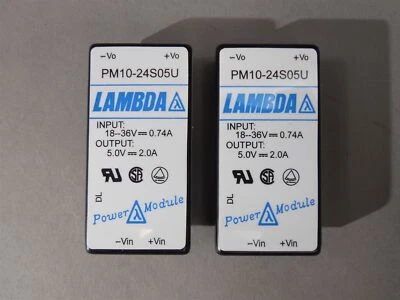 −Vo +Vo
PM10-24S05U
LAMBDA λ
INPUT:
18--36V⎓0.74A
OUTPUT:
5.0V⎓2.0A
DL
Power λ Module
−Vin +Vin
−Vo +Vo
PM10-24S05U
LAMBDA λ
INPUT:
18--36V⎓0.74A
OUTPUT:
5.0V⎓2.0A
DL
Power λ Module
−Vin +Vin